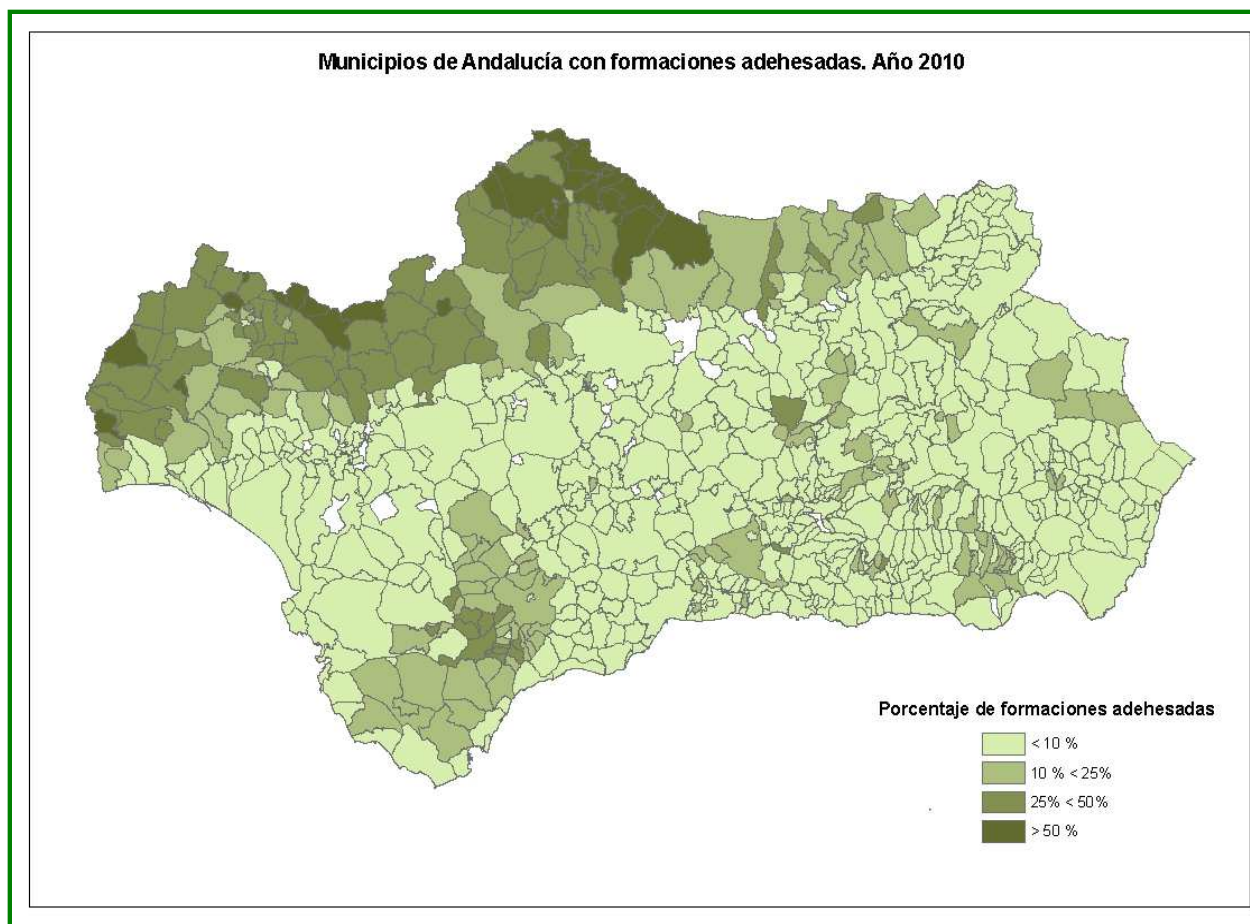 Municipios de Andalucía con formaciones adehesadas. Año 2010
Porcentaje de formaciones adehesadas
< 10 %
10 % < 25%
25% < 50%
> 50 %